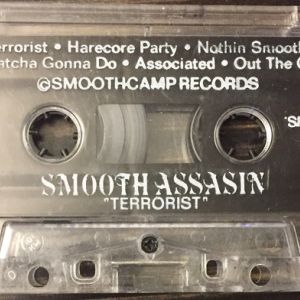 errorist • Harecore Party • Nothin Smooth
atcha Gonna Do • Associated • Out The
©SMOOTHCAMP RECORDS
SMOOTH ASSASIN
"TERRORIST"